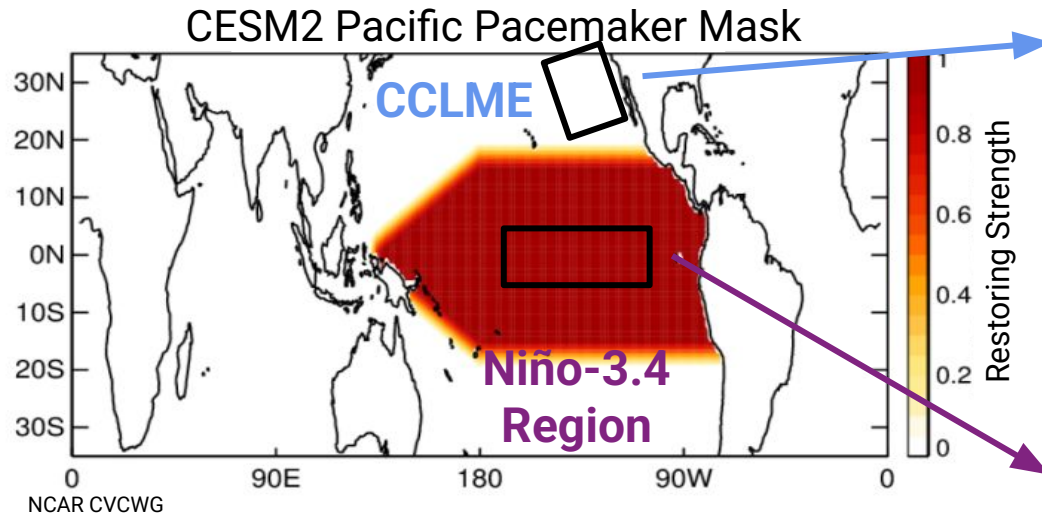 CESM2 Pacific Pacemaker Mask
30N
20N
10N
0N
10S
20S
30S
CCLME
Niño-3.4
Region
0
90E
180
90W
0
1
0.8
0.6
0.4
0.2
0
Restoring Strength
NCAR CVCWG